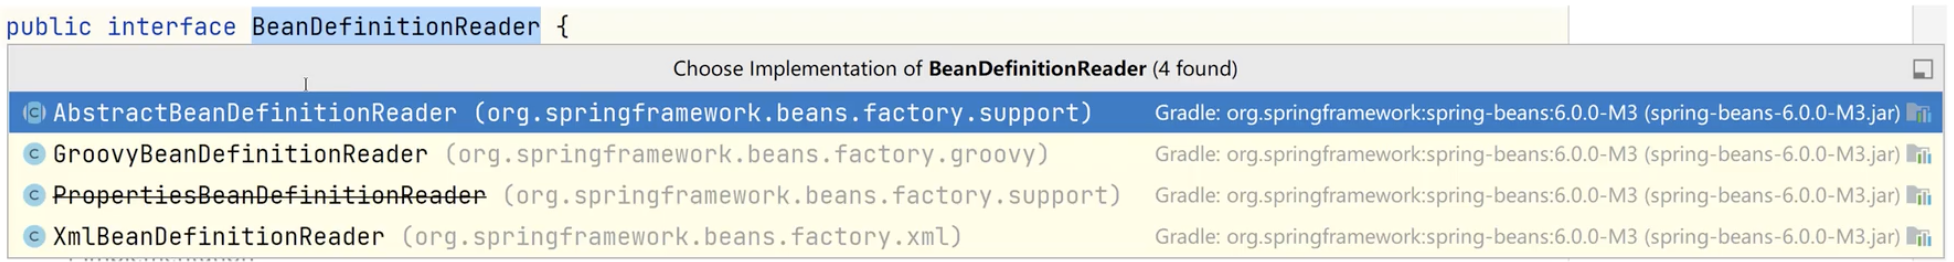 public interface BeanDefinitionReader {
Choose Implementation of BeanDefinitionReader (4 found)
AbstractBeanDefinitionReader (org.springframework.beans.factory.support) Gradle: org.springframework:spring-beans:6.0.0-M3 (spring-beans-6.0.0-M3.jar)
GroovyBeanDefinitionReader (org.springframework.beans.factory.groovy) Gradle: org.springframework:spring-beans:6.0.0-M3 (spring-beans-6.0.0-M3.jar)
PropertiesBeanDefinitionReader (org.springframework.beans.factory.support) Gradle: org.springframework:spring-beans:6.0.0-M3 (spring-beans-6.0.0-M3.jar)
XmlBeanDefinitionReader (org.springframework.beans.factory.xml) Gradle: org.springframework:spring-beans:6.0.0-M3 (spring-beans-6.0.0-M3.jar)